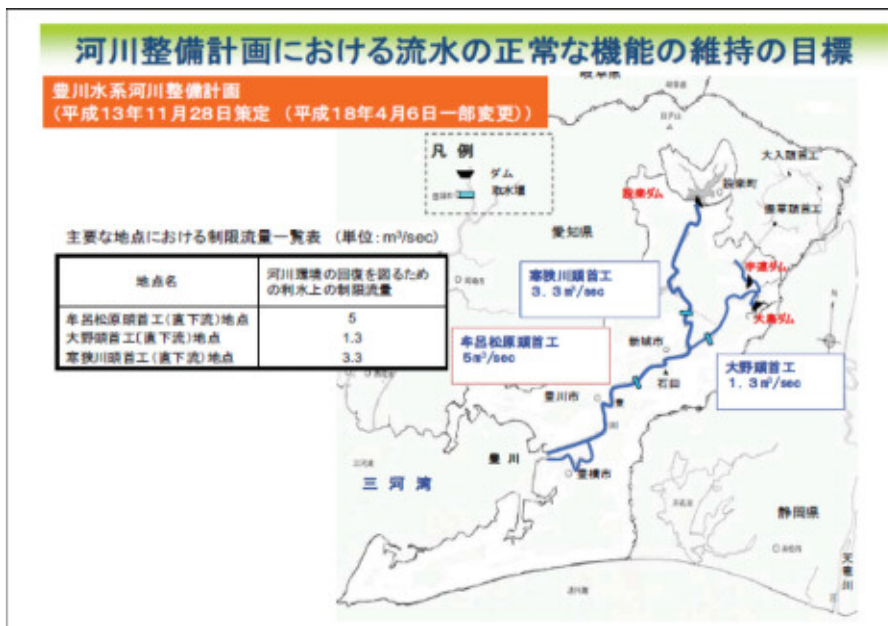 河川整備計画における流水の正常な機能の維持の目標
豊川水系河川整備計画
(平成13年11月28日策定 (平成18年4月6日一部変更))
岐阜県
凡例
ダム
取水堰
大入頭首工
設楽町
設楽ダム
振草頭首工
愛知県
主要な地点における制限流量一覧表 (単位:m³/sec)
地点名
河川環境の回復を図るため
の利水上の制限流量
牟呂松原頭首工(直下流)地点 5
大野頭首工[直下流)地点 1.3
寒狭川頭首工(直下流)地点 3.3
寒狭川頭首工
3.3m³/sec
宇連ダム
大島ダム
N
牟呂松原頭首工
5m³/sec
新城市
石田
大野頭首工
1.3m³/sec
豊川市
豊川
豊橋市
三河湾
静岡県
天竜川